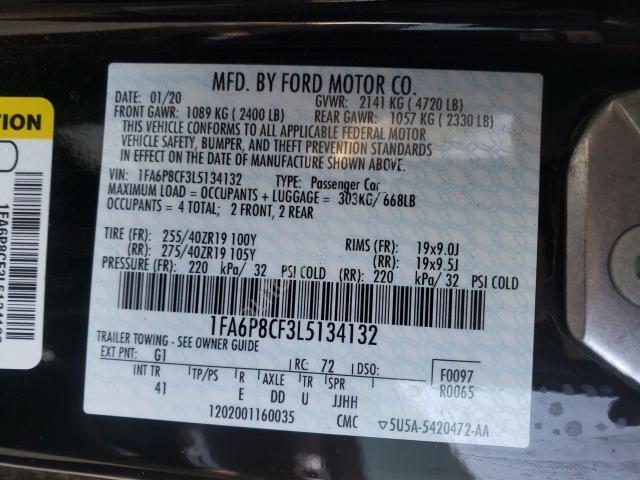 MFD. BY FORD MOTOR CO.
DATE: 01/20 GVWR: 2141 KG ( 4720 LB)
FRONT GAWR: 1089 KG ( 2400 LB) REAR GAWR: 1057 KG ( 2330 LB)
THIS VEHICLE CONFORMS TO ALL APPLICABLE FEDERAL MOTOR
VEHICLE SAFETY, BUMPER, AND THEFT PREVENTION STANDARDS
IN EFFECT ON THE DATE OF MANUFACTURE SHOWN ABOVE.
VIN: 1FA6P8CF3L5134132 TYPE: Passenger Car
MAXIMUM LOAD = OCCUPANTS + LUGGAGE = 303KG/ 668LB
OCCUPANTS = 4 TOTAL; 2 FRONT, 2 REAR
TIRE (FR): 255/40ZR19 100Y RIMS (FR): 19x9.0J
(RR): 275/40ZR19 105Y (RR): 19x9.5J
PRESSURE (FR): 220 kPa/ 32 PSI COLD (RR): 220 kPa/ 32 PSI COLD
1FA6P8CF3L5134132
TRAILER TOWING - SEE OWNER GUIDE
EXT PNT: G1 RC: 72 DSO: F0097
INT TR TP/PS R AXLE TR SPR R0065
41 E DD U JJHH
1202001160035 CMC 5U5A-5420472-AA
TION
1FA6P8CF3L5134132